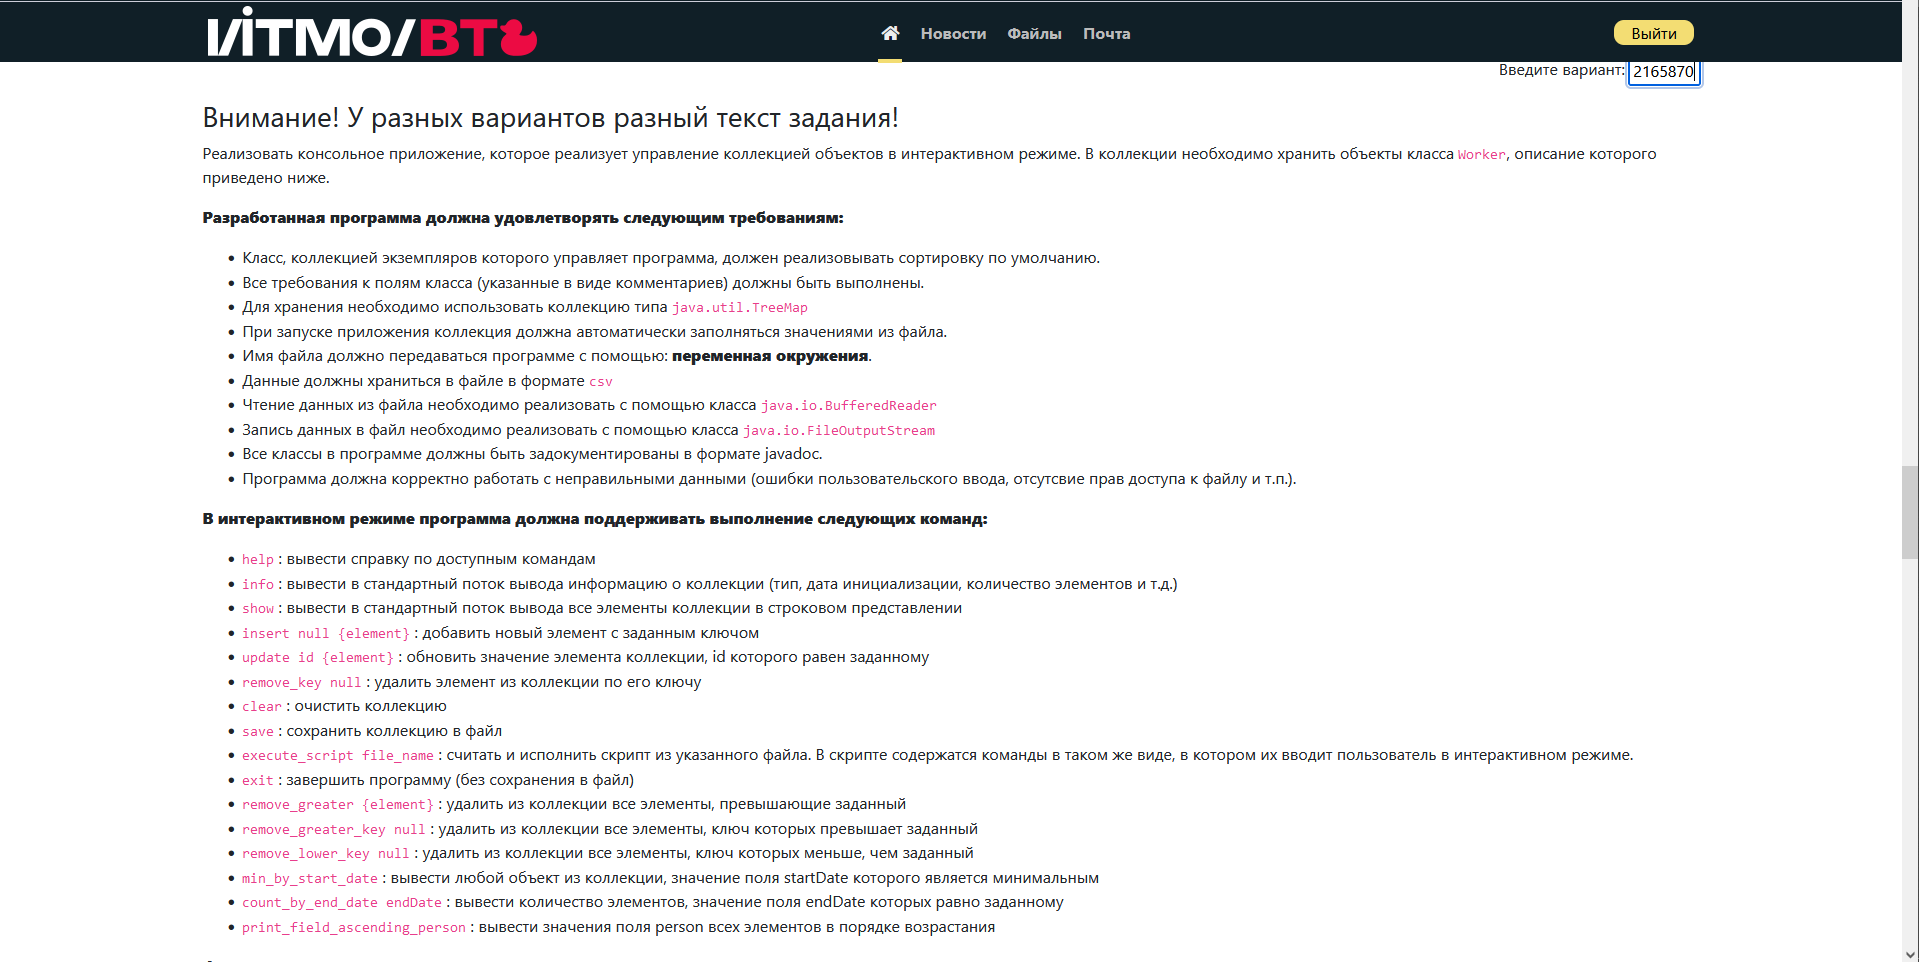 ИТМО/ВТ
Новости Файлы Почта
Выйти
Введите вариант: 2165870
Внимание! У разных вариантов разный текст задания!
Реализовать консольное приложение, которое реализует управление коллекцией объектов в интерактивном режиме. В коллекции необходимо хранить объекты класса Worker, описание которого
приведено ниже.
Разработанная программа должна удовлетворять следующим требованиям:
• Класс, коллекцией экземпляров которого управляет программа, должен реализовывать сортировку по умолчанию.
• Все требования к полям класса (указанные в виде комментариев) должны быть выполнены.
• Для хранения необходимо использовать коллекцию типа java.util.TreeMap
• При запуске приложения коллекция должна автоматически заполняться значениями из файла.
• Имя файла должно передаваться программе с помощью: переменная окружения.
• Данные должны храниться в файле в формате csv
• Чтение данных из файла необходимо реализовать с помощью класса java.io.BufferedReader
• Запись данных в файл необходимо реализовать с помощью класса java.io.FileOutputStream
• Все классы в программе должны быть задокументированы в формате javadoc.
• Программа должна корректно работать с неправильными данными (ошибки пользовательского ввода, отсутсвие прав доступа к файлу и т.п.).
В интерактивном режиме программа должна поддерживать выполнение следующих команд:
• help : вывести справку по доступным командам
• info : вывести в стандартный поток вывода информацию о коллекции (тип, дата инициализации, количество элементов и т.д.)
• show : вывести в стандартный поток вывода все элементы коллекции в строковом представлении
• insert null {element} : добавить новый элемент с заданным ключом
• update id {element} : обновить значение элемента коллекции, id которого равен заданному
• remove_key null : удалить элемент из коллекции по его ключу
• clear : очистить коллекцию
• save : сохранить коллекцию в файл
• execute_script file_name : считать и исполнить скрипт из указанного файла. В скрипте содержатся команды в таком же виде, в котором их вводит пользователь в интерактивном режиме.
• exit : завершить программу (без сохранения в файл)
• remove_greater {element} : удалить из коллекции все элементы, превышающие заданный
• remove_greater_key null : удалить из коллекции все элементы, ключ которых превышает заданный
• remove_lower_key null : удалить из коллекции все элементы, ключ которых меньше, чем заданный
• min_by_start_date : вывести любой объект из коллекции, значение поля startDate которого является минимальным
• count_by_end_date endDate : вывести количество элементов, значение поля endDate которых равно заданному
• print_field_ascending_person : вывести значения поля person всех элементов в порядке возрастания